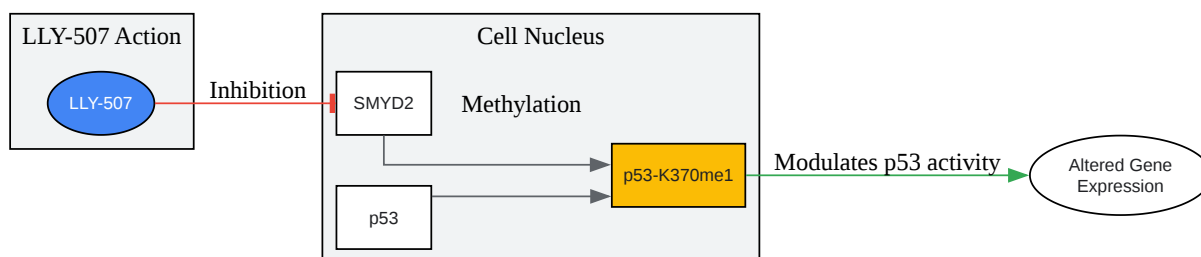 LLY-507 Action
Cell Nucleus
LLY-507
Inhibition
SMYD2
Methylation
p53-K370me1
Modulates p53 activity
Altered Gene
Expression
p53